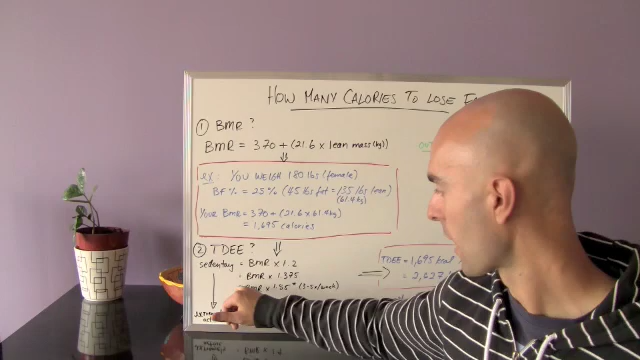 HOW MANY CALORIES TO LOSE
① BMR?
BMR = 370 + (21.6 x lean mass (kg))
ex: YOU WEIGH 180 lbs (female)
BF% = 25% (45 lbs fat = 135 lbs lean)
(61.4 kg)
YOUR BMR = 370 + (21.6 x 61.4 kg)
= 1,695 calories
② TDEE?
sedentary = BMR x 1.2
BMR x 1.375
BMR x 1.55 * (3-5x/week)
TDEE = 1,695 kcal
= 2,627